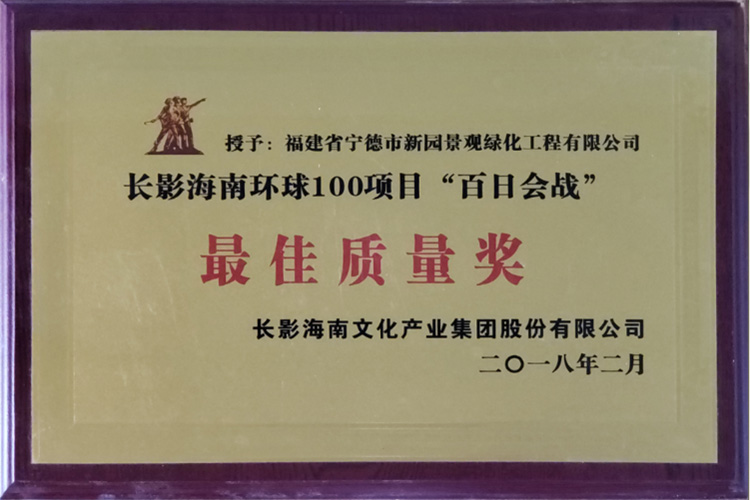 授予：福建省宁德市新园景观绿化工程有限公司
长影海南环球100项目“百日会战”
最佳质量奖
长影海南文化产业集团股份有限公司
二〇一八年二月